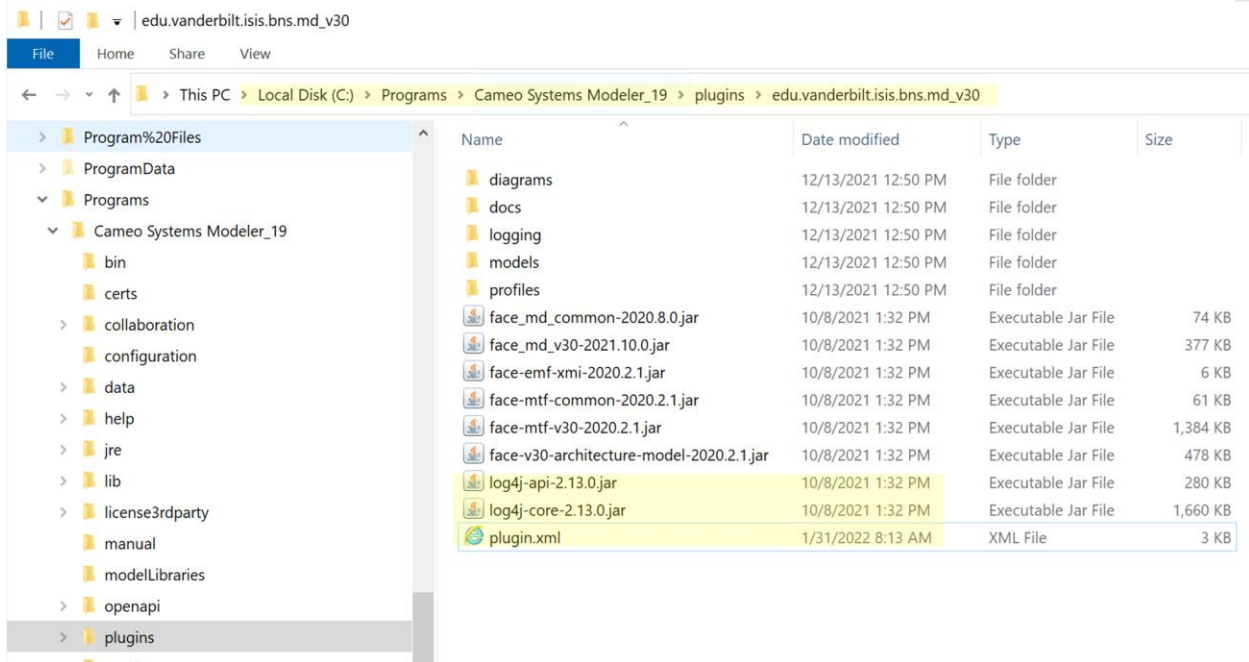 edu.vanderbilt.isis.bns.md_v30
File Home Share View
This PC > Local Disk (C:) > Programs > Cameo Systems Modeler_19 > plugins > edu.vanderbilt.isis.bns.md_v30
Program%20Files
ProgramData
Programs
Cameo Systems Modeler_19
bin
certs
collaboration
configuration
data
help
jre
lib
license3rdparty
manual
modelLibraries
openapi
plugins
Name Date modified Type Size
diagrams 12/13/2021 12:50 PM File folder
docs 12/13/2021 12:50 PM File folder
logging 12/13/2021 12:50 PM File folder
models 12/13/2021 12:50 PM File folder
profiles 12/13/2021 12:50 PM File folder
face_md_common-2020.8.0.jar 10/8/2021 1:32 PM Executable Jar File 74 KB
face_md_v30-2021.10.0.jar 10/8/2021 1:32 PM Executable Jar File 377 KB
face-emf-xmi-2020.2.1.jar 10/8/2021 1:32 PM Executable Jar File 6 KB
face-mtf-common-2020.2.1.jar 10/8/2021 1:32 PM Executable Jar File 61 KB
face-mtf-v30-2020.2.1.jar 10/8/2021 1:32 PM Executable Jar File 1,384 KB
face-v30-architecture-model-2020.2.1.jar 10/8/2021 1:32 PM Executable Jar File 478 KB
log4j-api-2.13.0.jar 10/8/2021 1:32 PM Executable Jar File 280 KB
log4j-core-2.13.0.jar 10/8/2021 1:32 PM Executable Jar File 1,660 KB
plugin.xml 1/31/2022 8:13 AM XML File 3 KB